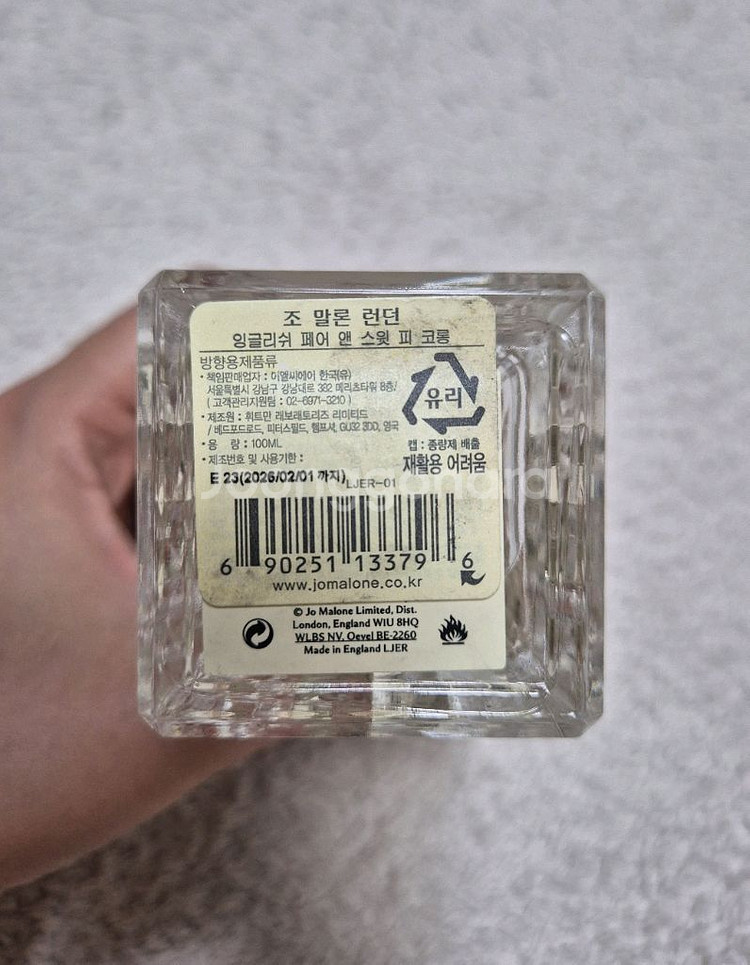 조 말론 런던
잉글리쉬 페어 앤 스윗 피 코롱
방향용제품류
• 책임판매업자 : 이엘씨에이 한국(유)
서울특별시 강남구 강남대로 382 메리츠타워 8층/
( 고객관리지원팀 : 02-6971-3210 )
• 제조원 : 휘트만 래보래토리즈 리미티드
/ 베드포드로드, 피터스필드, 햄프셔, GU32 3DD, 영국
• 용 량 : 100ML
• 제조번호 및 사용기한 :
E 23(2026/02/01 까지)
LJER-01
유리
캡 : 종량제 배출
재활용 어려움
6 90251 13379 6
www.jomalone.co.kr
© Jo Malone Limited, Dist.
London, England W1U 8HQ
WLBS NV. Oevel BE-2260
Made in England LJER
Joonggonara